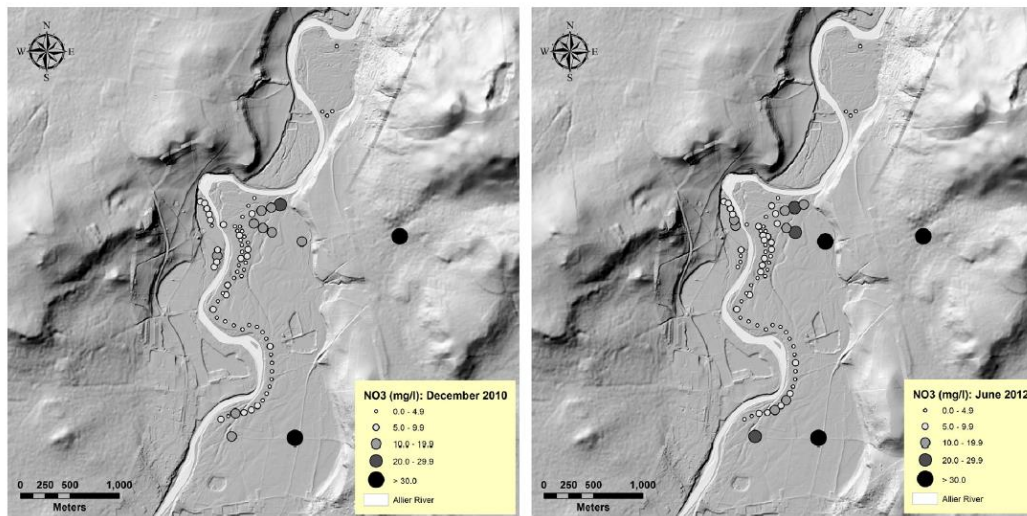 N
W E
S
NO3 (mg/l): December 2010
0.0 - 4.9
5.0 - 9.9
10.0 - 19.9
20.0 - 29.9
> 30.0
Allier River
0 250 500 1,000
Meters
N
W E
S
NO3 (mg/l): June 2012
0.0 - 4.9
5.0 - 9.9
10.0 - 19.9
20.0 - 29.9
> 30.0
Allier River
0 250 500 1,000
Meters